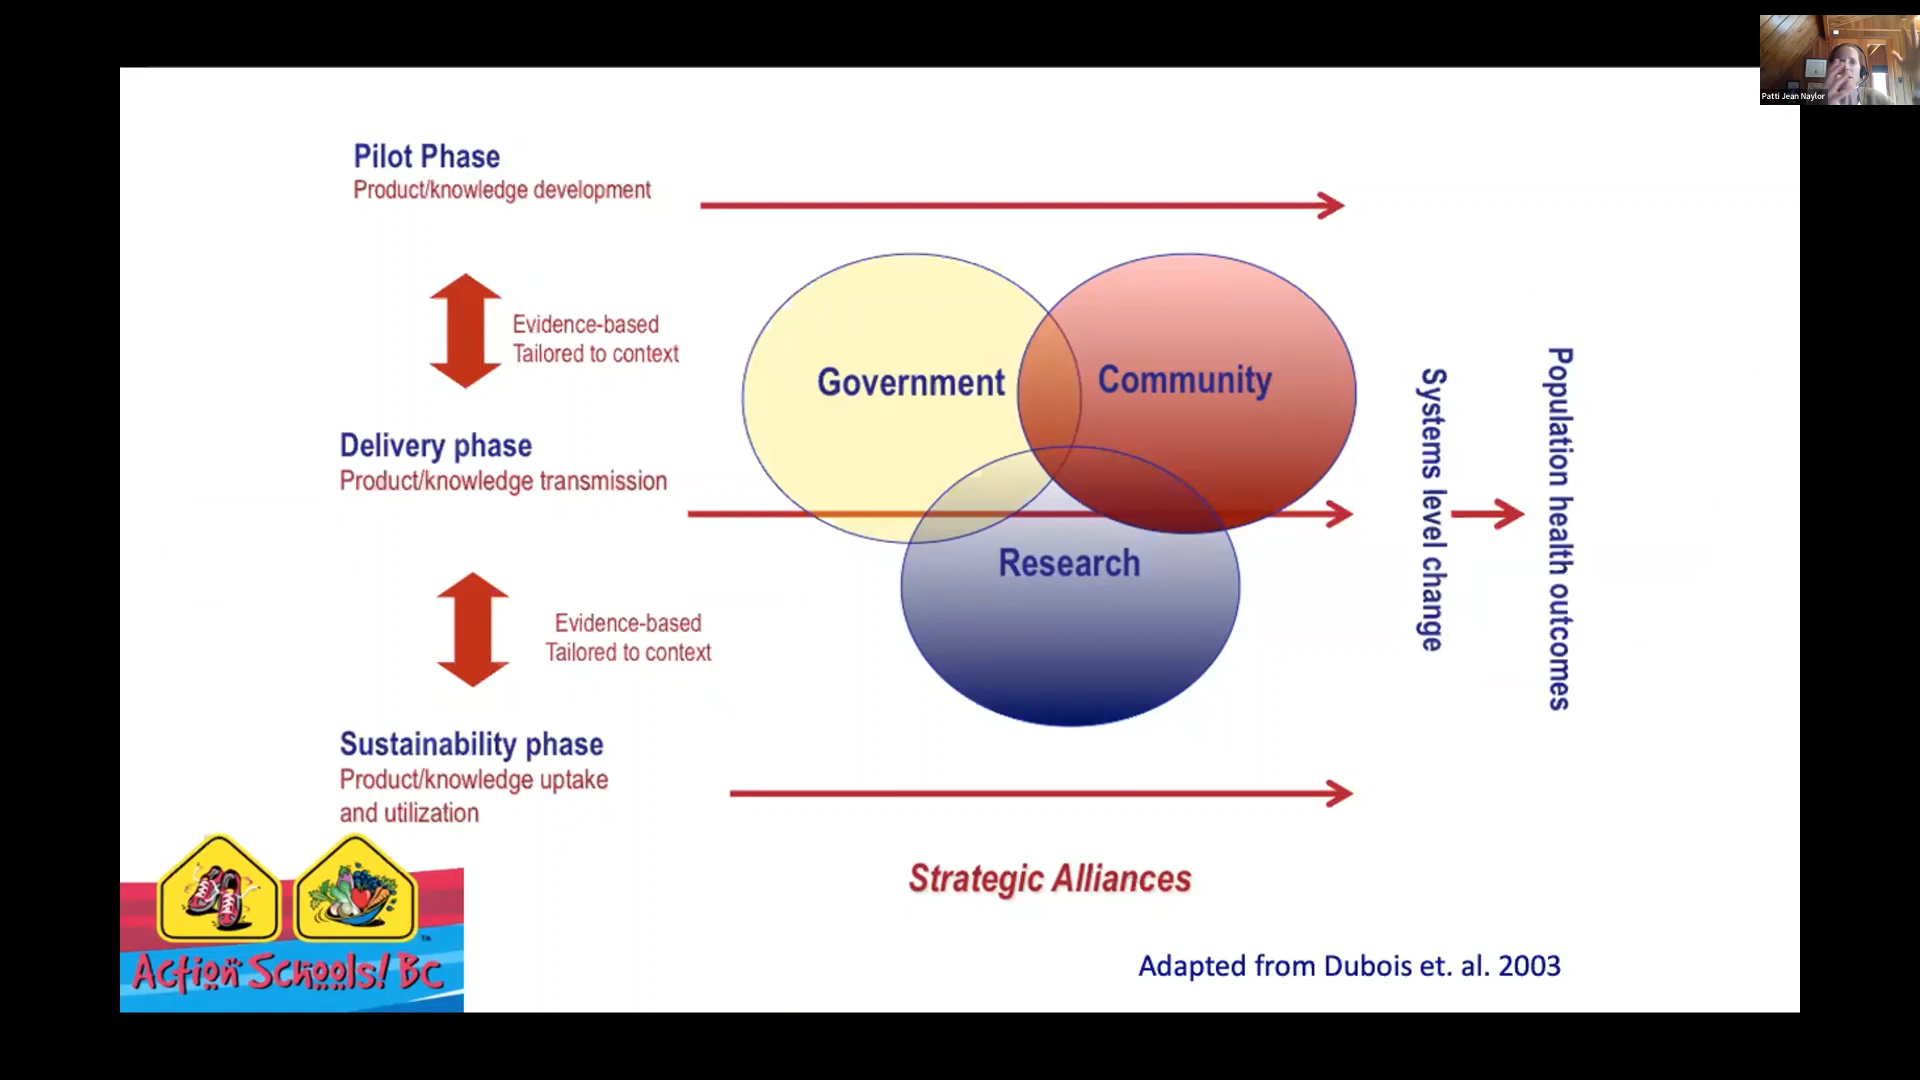 Patti Jean Naylor
Pilot Phase
Product/knowledge development
Evidence-based
Tailored to context
Delivery phase
Product/knowledge transmission
Evidence-based
Tailored to context
Sustainability phase
Product/knowledge uptake
and utilization
Government
Community
Research
Systems level change
Population health outcomes
Strategic Alliances
Adapted from Dubois et. al. 2003
Action Schools! BC
TM